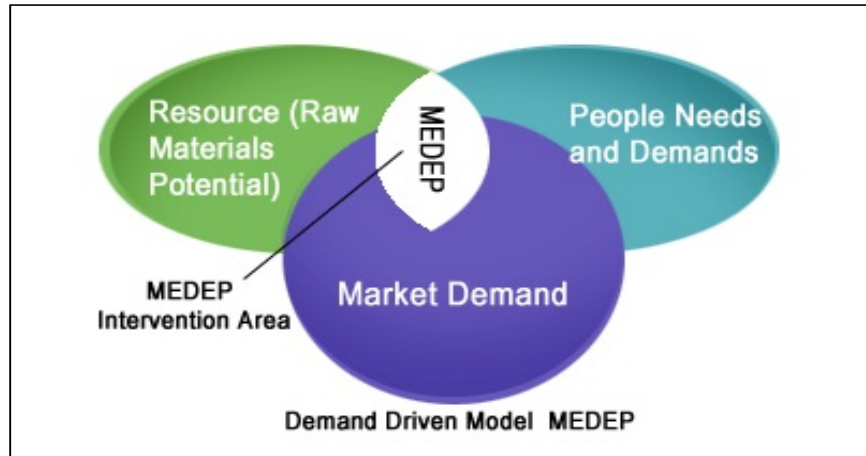 Resource (Raw
Materials
Potential)
MEDEP
People Needs
and Demands
MEDEP
Intervention Area
Market Demand
Demand Driven Model MEDEP